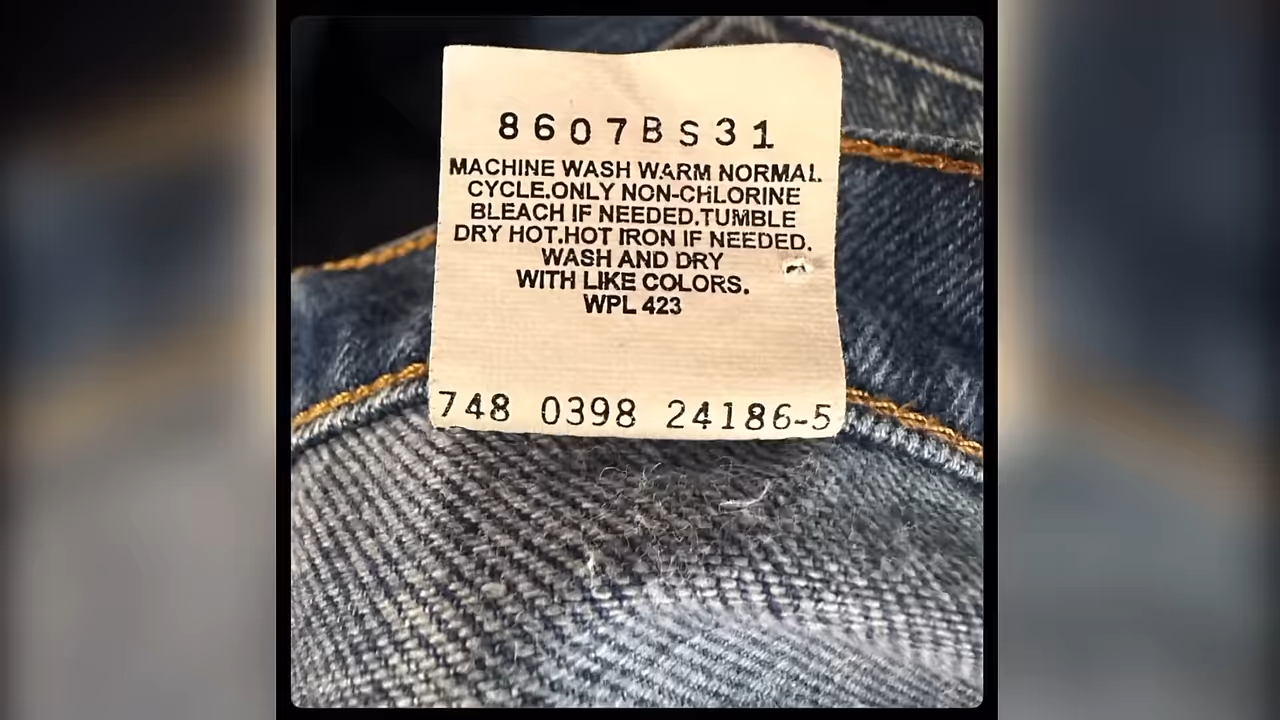 8607BS31
MACHINE WASH WARM NORMAL
CYCLE.ONLY NON-CHLORINE
BLEACH IF NEEDED.TUMBLE
DRY HOT.HOT IRON IF NEEDED.
WASH AND DRY
WITH LIKE COLORS.
WPL 423
748 0398 24186-5